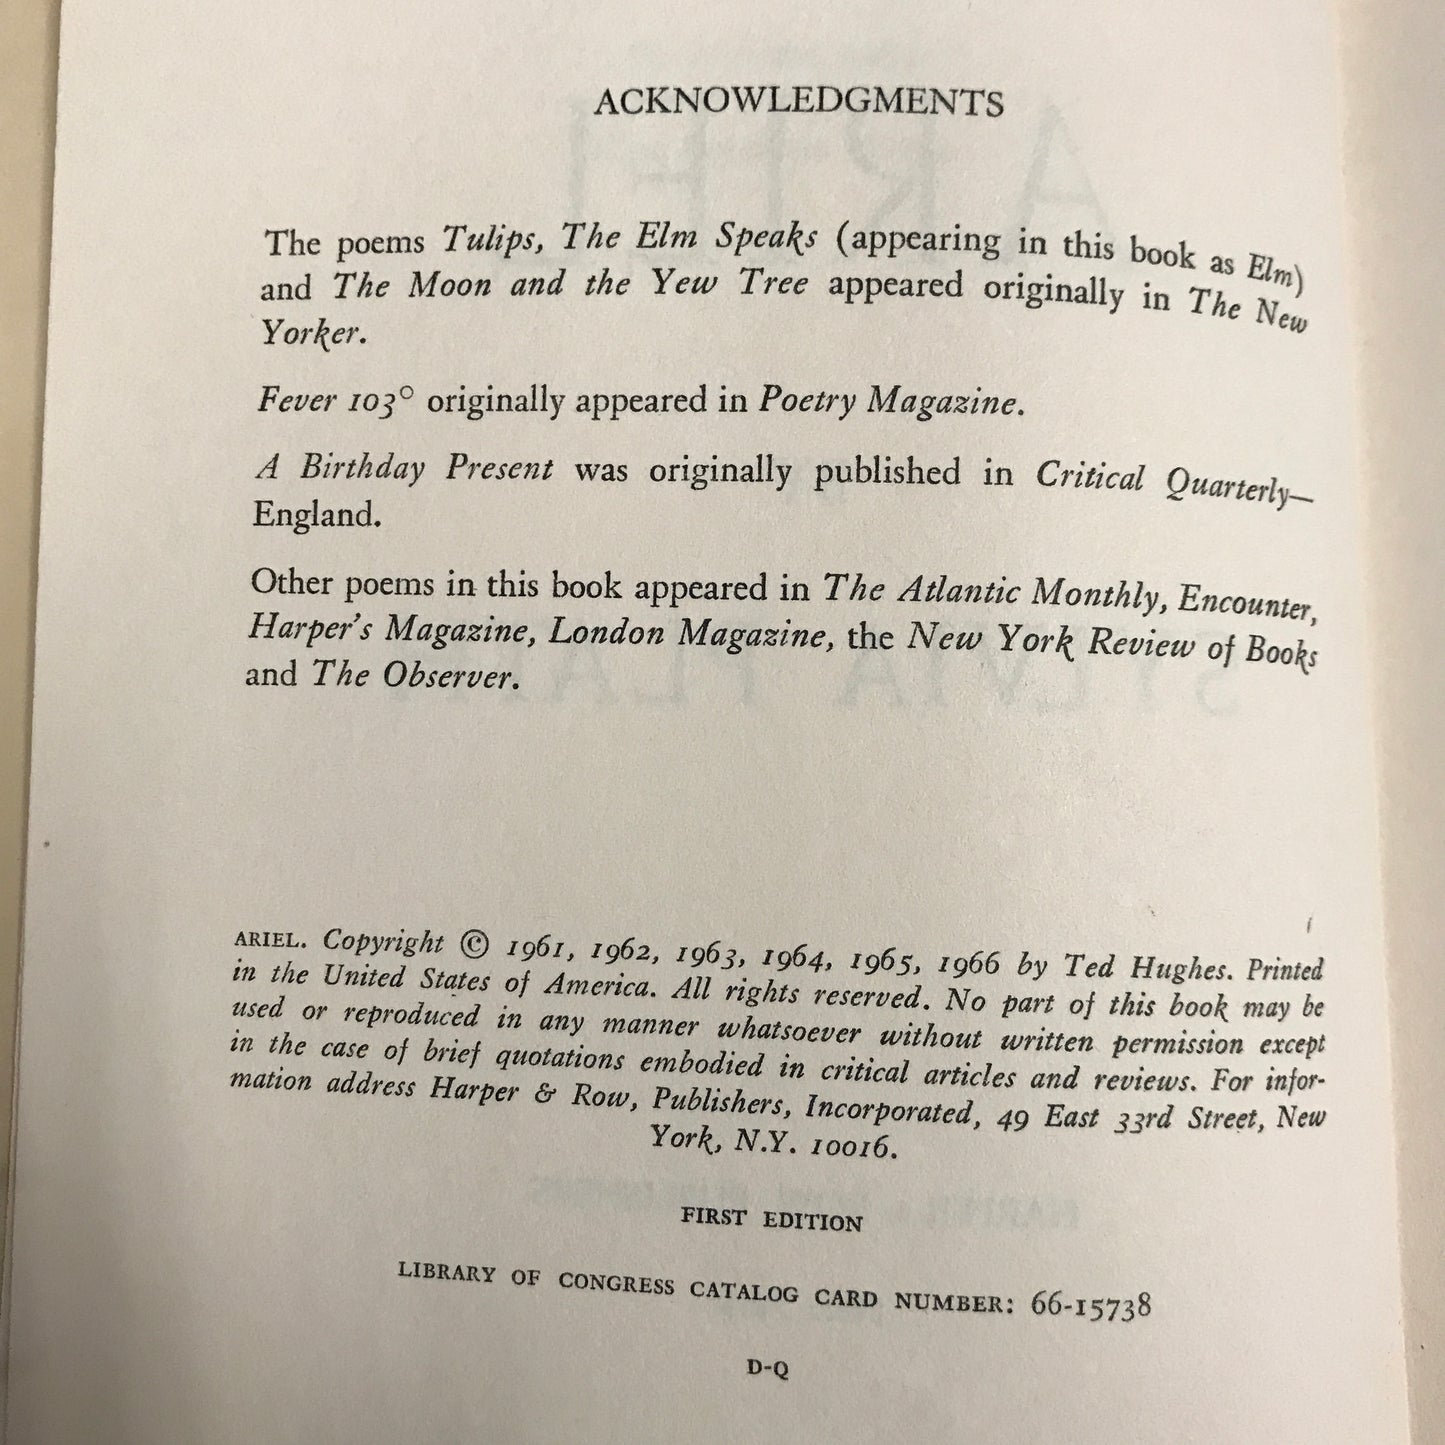 ACKNOWLEDGMENTS
The poems Tulips, The Elm Speaks (appearing in this book as Elm)
and The Moon and the Yew Tree appeared originally in The New
Yorker.
Fever 103° originally appeared in Poetry Magazine.
A Birthday Present was originally published in Critical Quarterly—
England.
Other poems in this book appeared in The Atlantic Monthly, Encounter,
Harper's Magazine, London Magazine, the New York Review of Books
and The Observer.
ARIEL. Copyright © 1961, 1962, 1963, 1964, 1965, 1966 by Ted Hughes. Printed
in the United States of America. All rights reserved. No part of this book may be
used or reproduced in any manner whatsoever without written permission except
in the case of brief quotations embodied in critical articles and reviews. For infor-
mation address Harper & Row, Publishers, Incorporated, 49 East 33rd Street, New
York, N.Y. 10016.
FIRST EDITION
LIBRARY OF CONGRESS CATALOG CARD NUMBER: 66-15738
D-Q